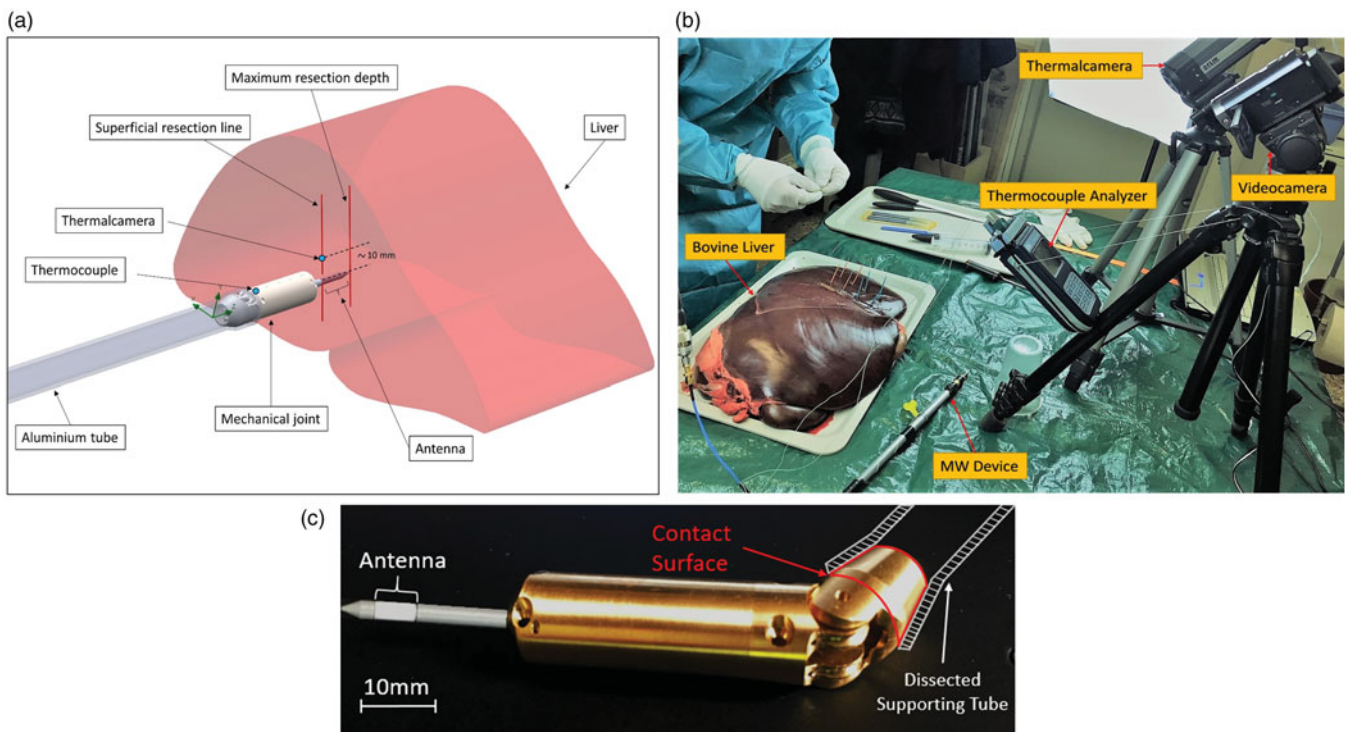 (a)
Maximum resection depth
Superficial resection line
Liver
Thermalcamera
Thermocouple
~ 10 mm
Mechanical joint
Aluminium tube
Antenna
(b)
Thermalcamera
Videocamera
Thermocouple Analyzer
Bovine Liver
MW Device
(c)
Contact
Surface
Antenna
10mm
Dissected
Supporting Tube